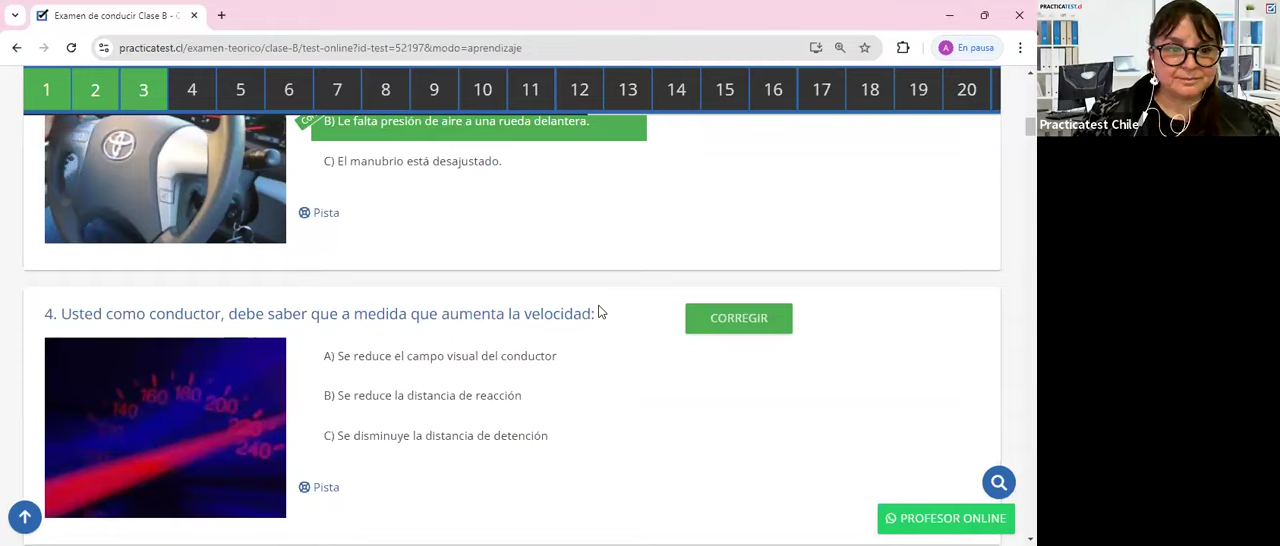 Examen de conducir Clase B - C
PRACTICATEST.cl
practicatest.cl/examen-teorico/clase-B/test-online?id-test=52197&modo=aprendizaje
A
En pausa
1 2 3 4 5 6 7 8 9 10 11 12 13 14 15 16 17 18 19 20
Practicatest Chile
B) Le falta presión de aire a una rueda delantera.
C) El manubrio está desajustado.
Pista
4. Usted como conductor, debe saber que a medida que aumenta la velocidad:
CORREGIR
A) Se reduce el campo visual del conductor
B) Se reduce la distancia de reacción
C) Se disminuye la distancia de detención
140 160 180 200 220 240
Pista
PROFESOR ONLINE